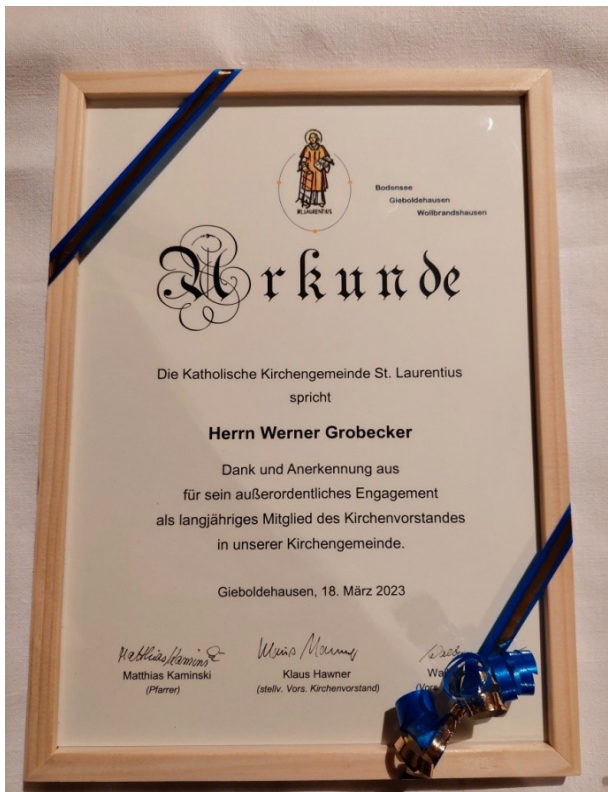 ST. LAURENTIUS
Bodensee
Gieboldehausen
Wollbrandshausen
Urkunde
Die Katholische Kirchengemeinde St. Laurentius
spricht
Herrn Werner Grobecker
Dank und Anerkennung aus
für sein außerordentliches Engagement
als langjähriges Mitglied des Kirchenvorstandes
in unserer Kirchengemeinde.
Gieboldehausen, 18. März 2023
Matthias Kaminski
Matthias Kaminski Klaus Hawner
(Pfarrer) (stellv. Vors. Kirchenvorstand)